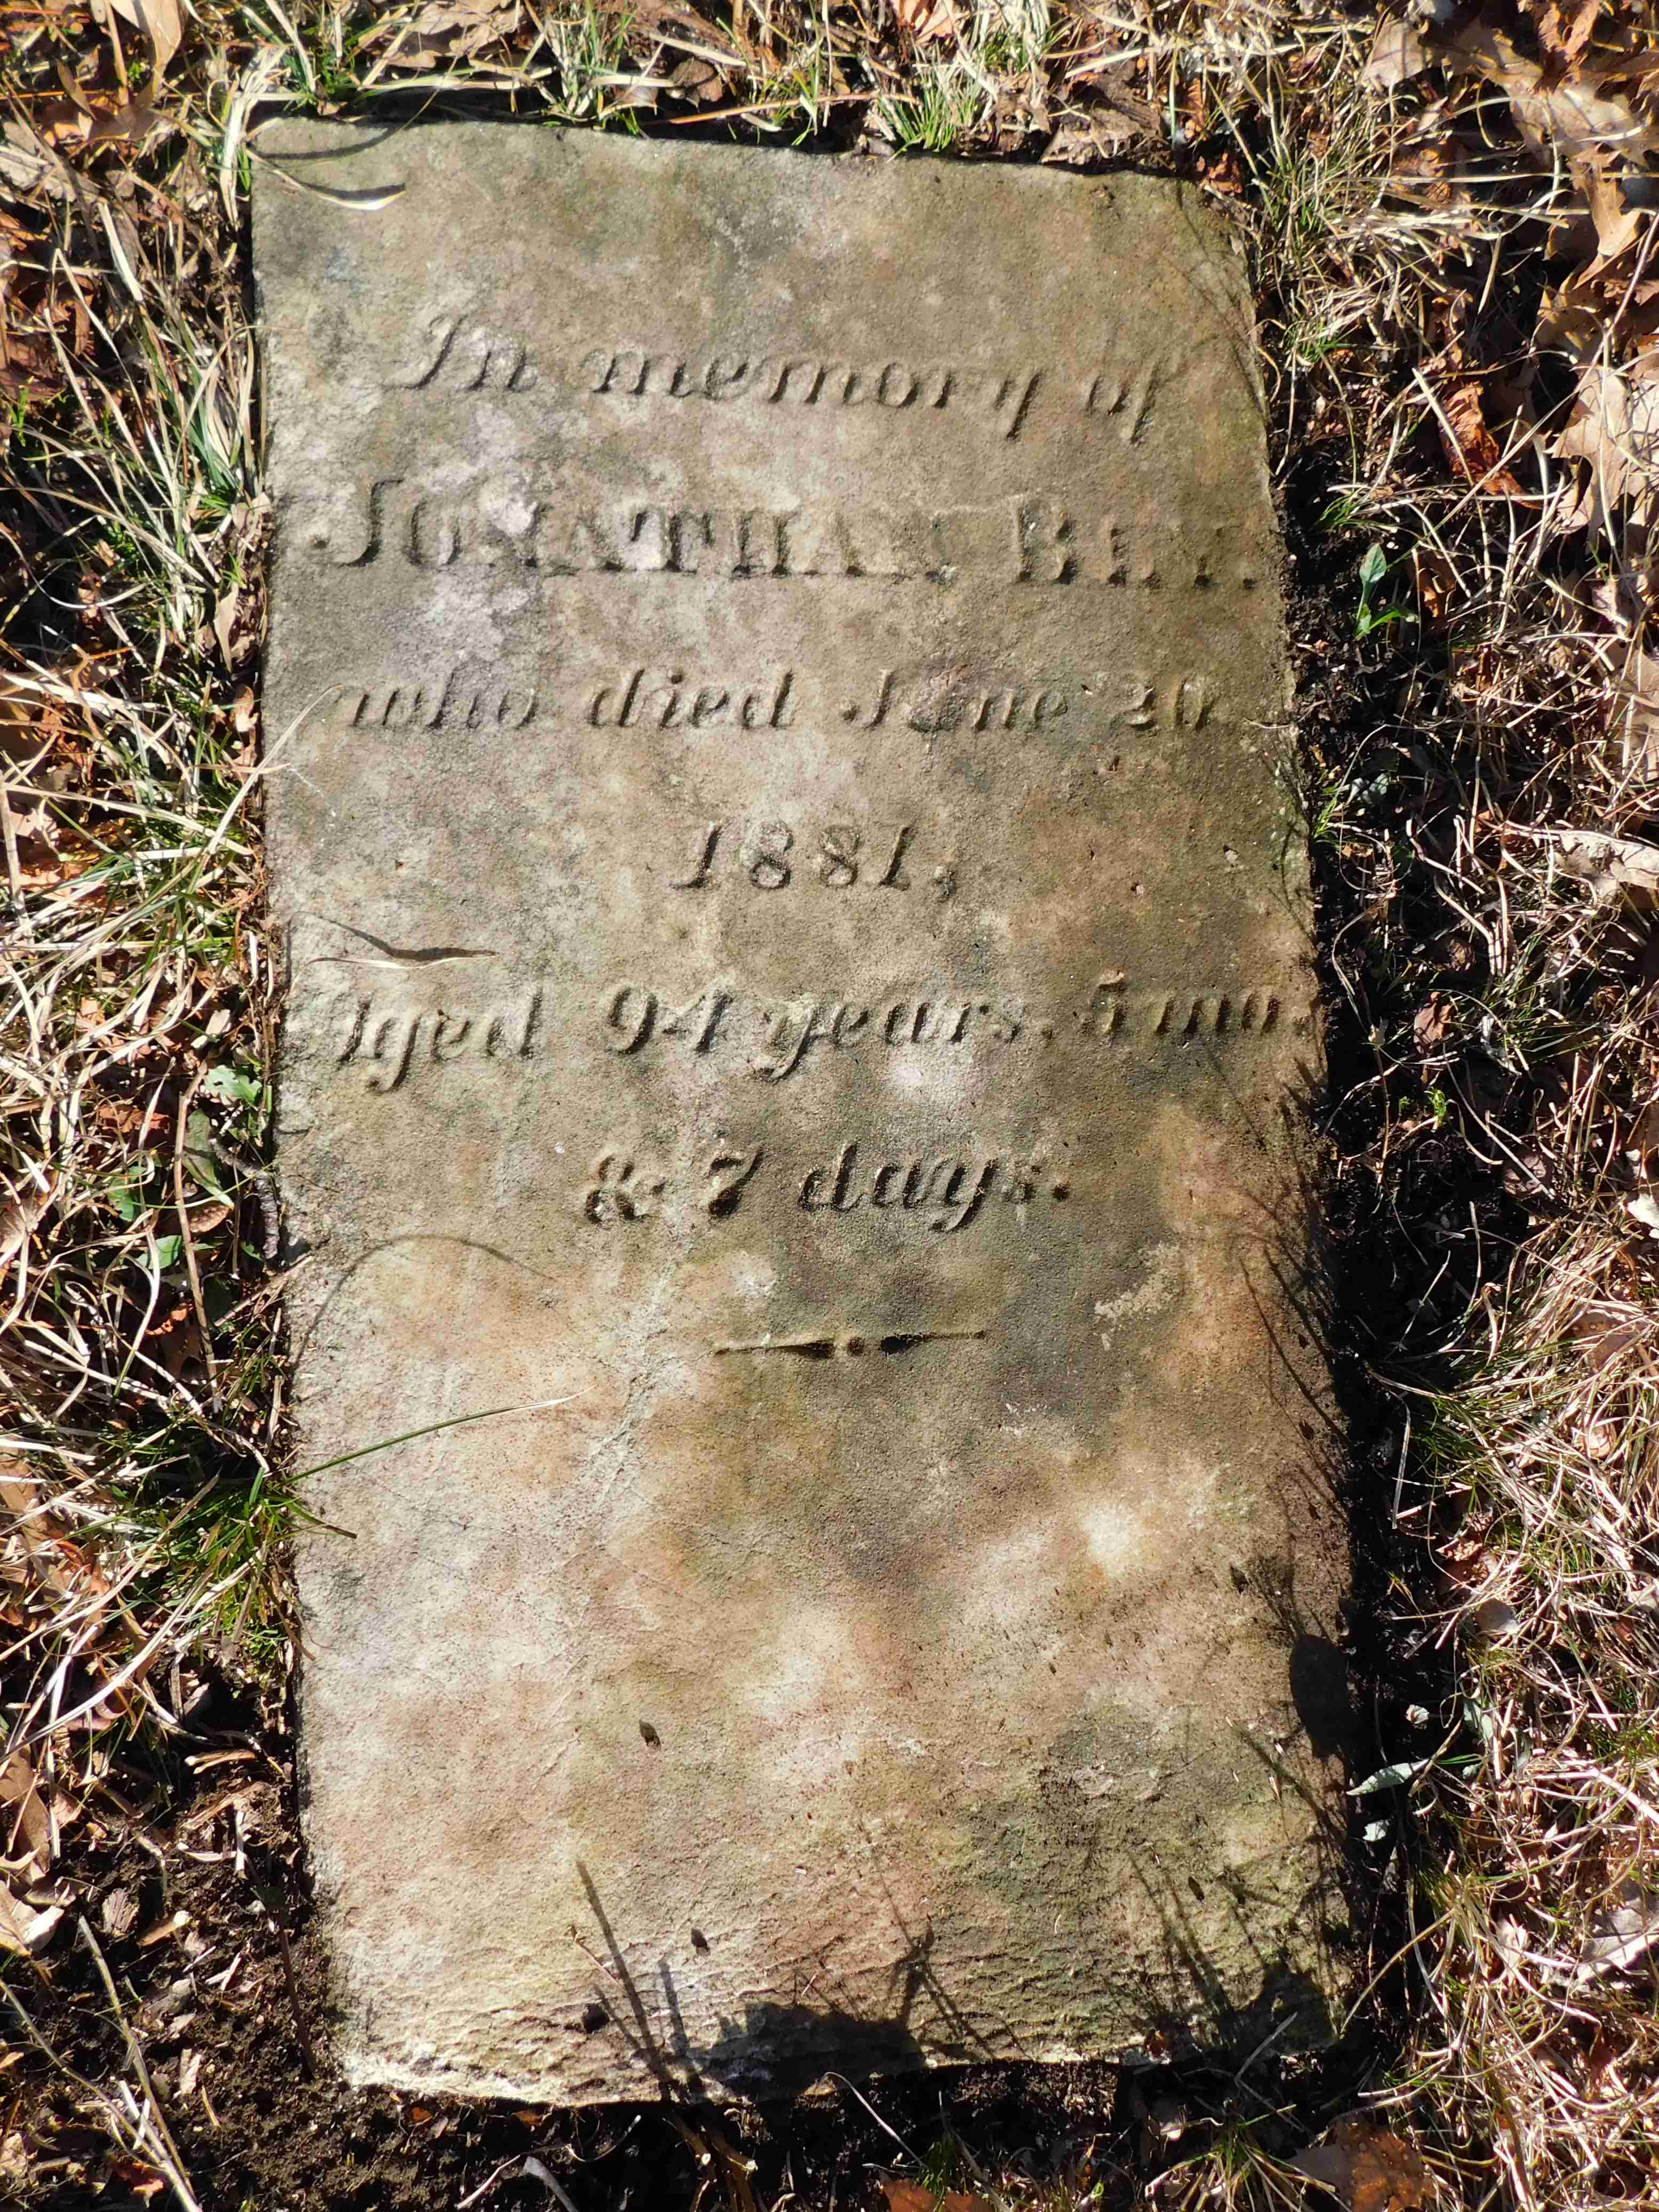 In memory of
JONATHAN
who died June 20
1881,
Aged 94 years, 5 mo.
& 7 days.